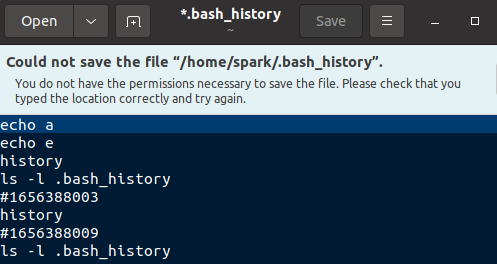 Open
*.bash_history
~
Save
Could not save the file “/home/spark/.bash_history”.
You do not have the permissions necessary to save the file. Please check that you
typed the location correctly and try again.
echo a
echo e
history
ls -l .bash_history
#1656388003
history
#1656388009
ls -l .bash_history